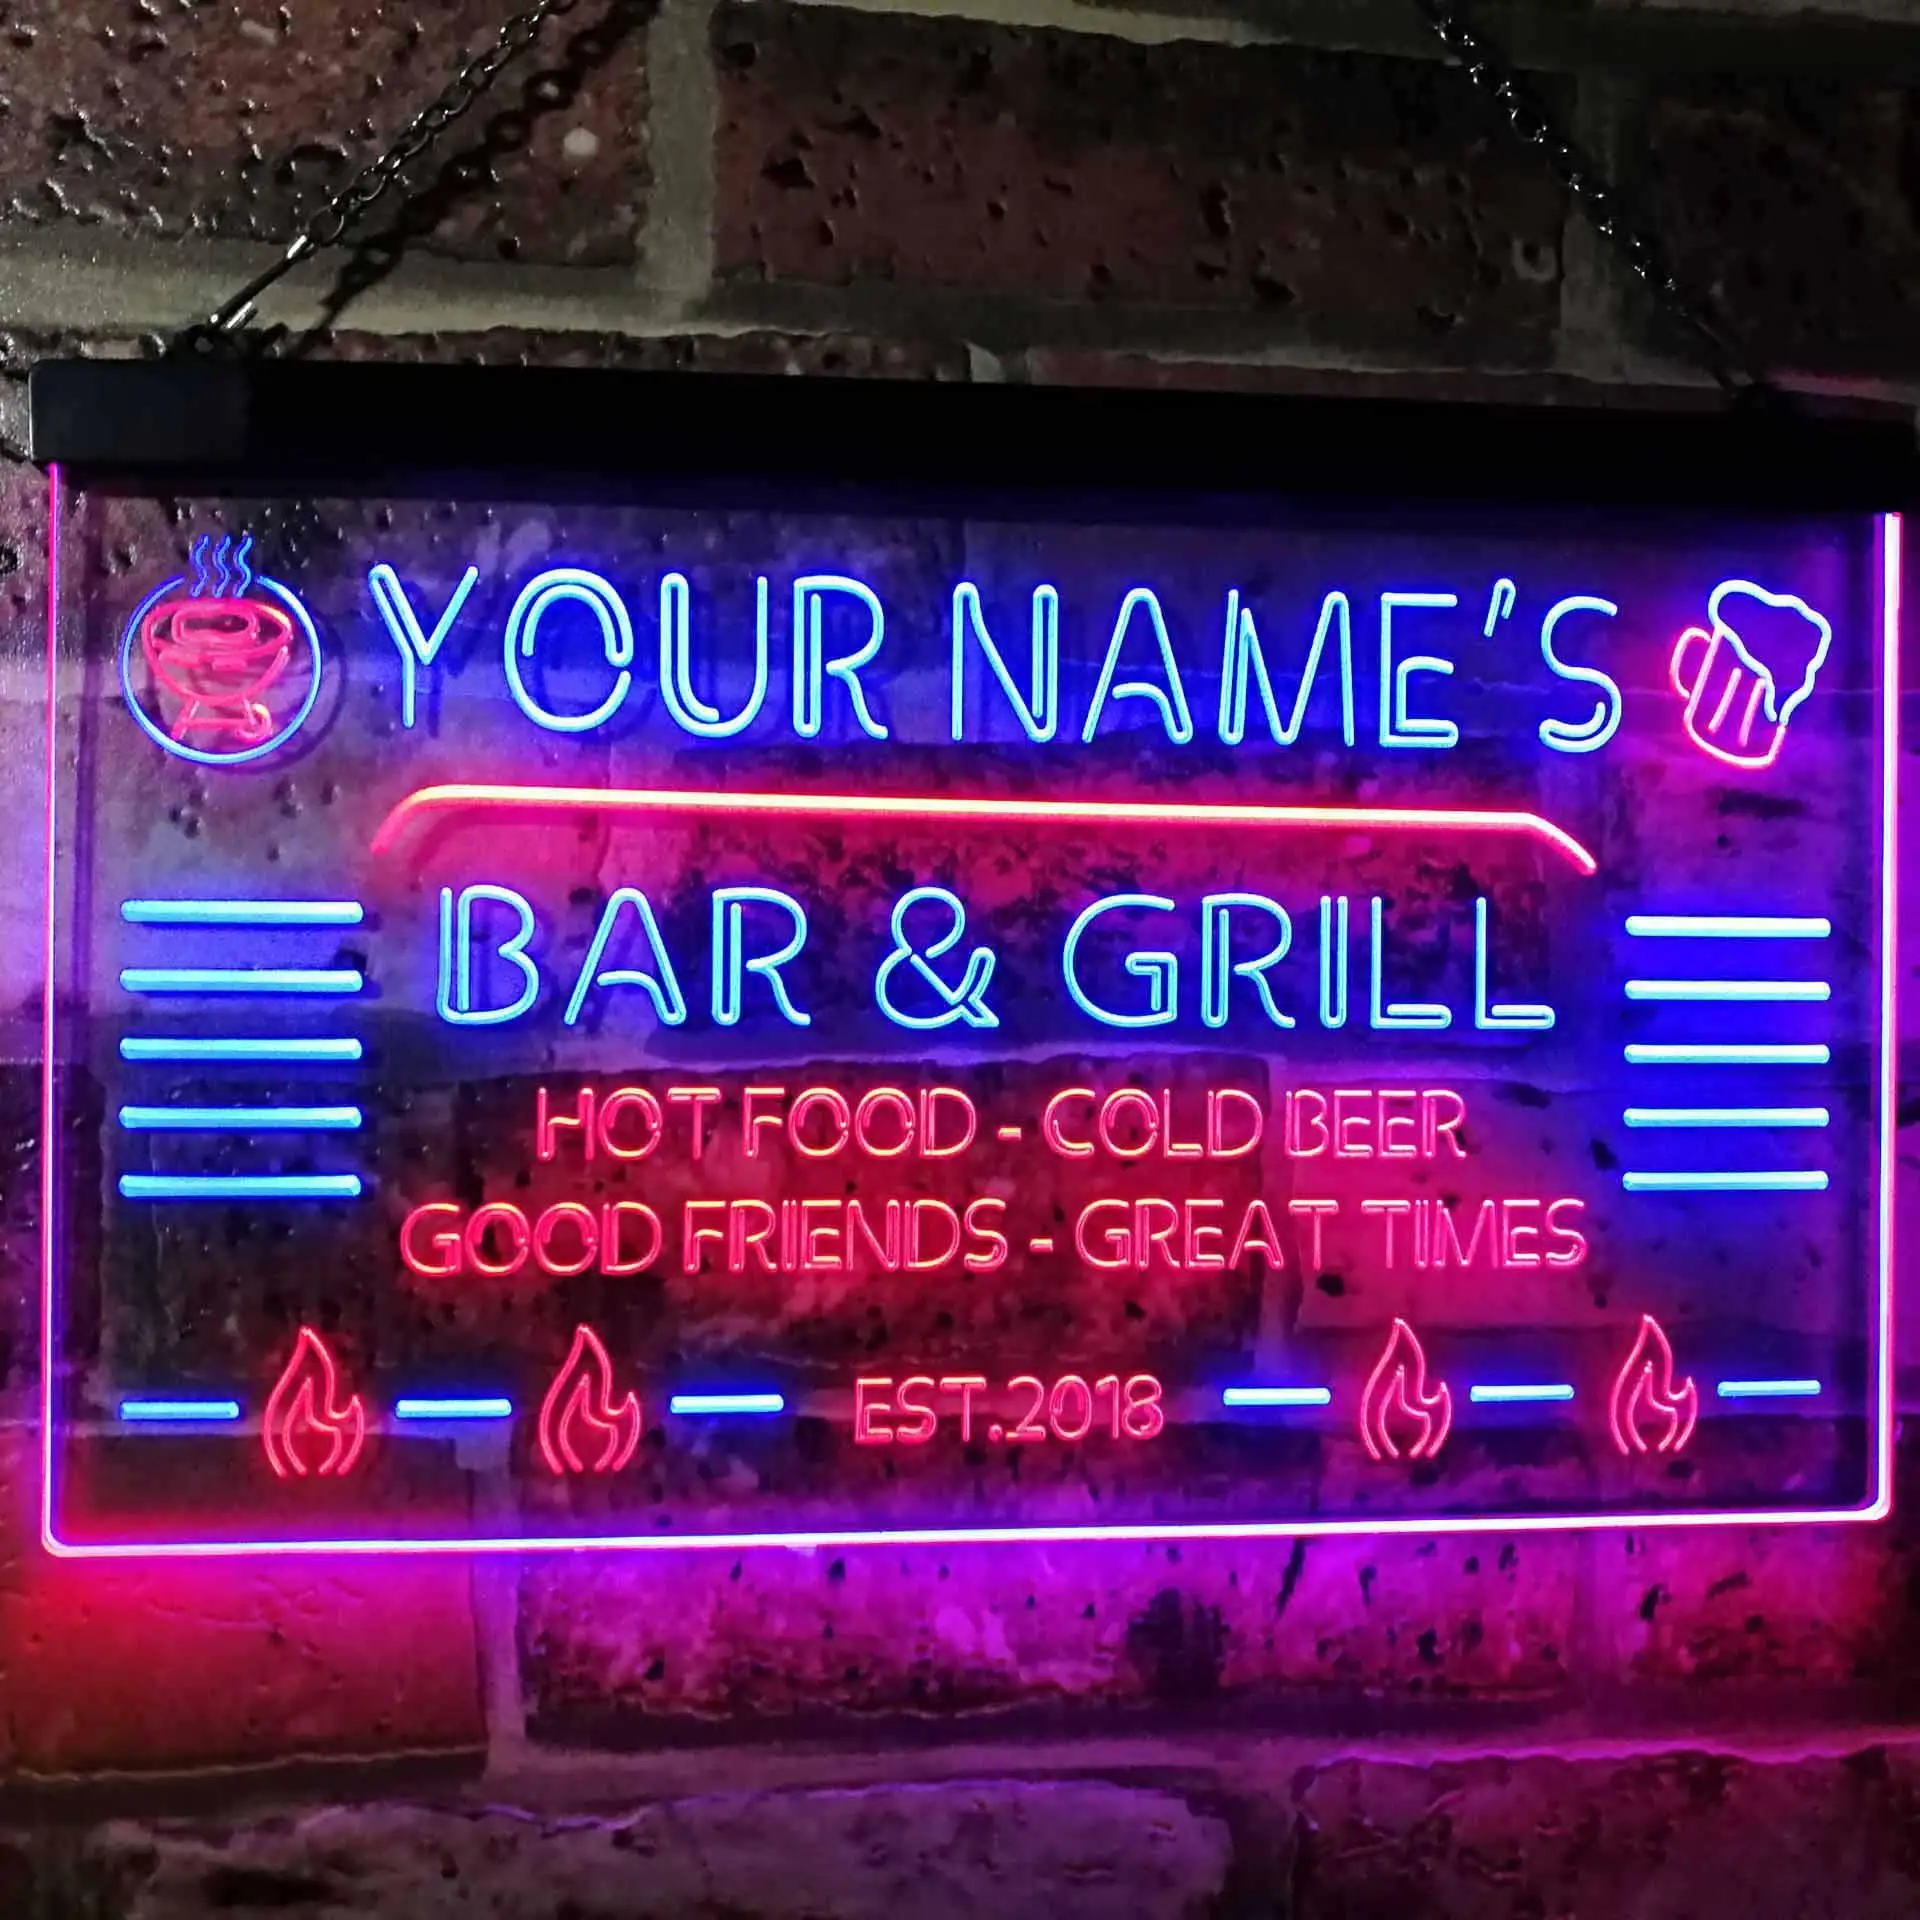 YOUR NAME'S
BAR & GRILL
HOT FOOD - COLD BEER
GOOD FRIENDS - GREAT TIMES
EST.2018